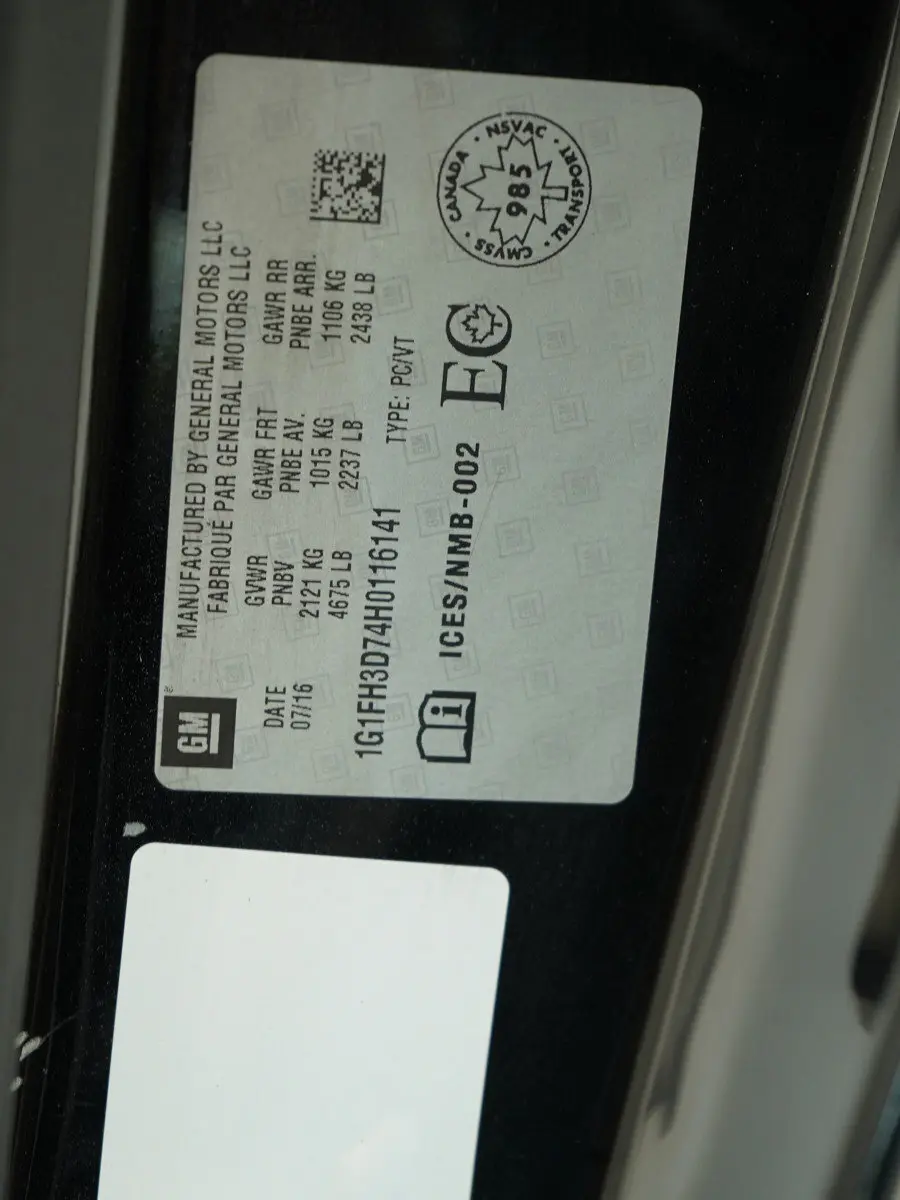 GM
MANUFACTURED BY GENERAL MOTORS LLC
FABRIQUÉ PAR GENERAL MOTORS LLC
DATE GVWR GAWR FRT GAWR RR
07/16 PNBV PNBE AV. PNBE ARR.
2121 KG 1015 KG 1106 KG
4675 LB 2237 LB 2438 LB
1G1FH3D74H0116141 TYPE: PC/VT
ICES/NMB-002 EC
CANADA · NSVAC · TRANSPORT · CMVSS ·
985